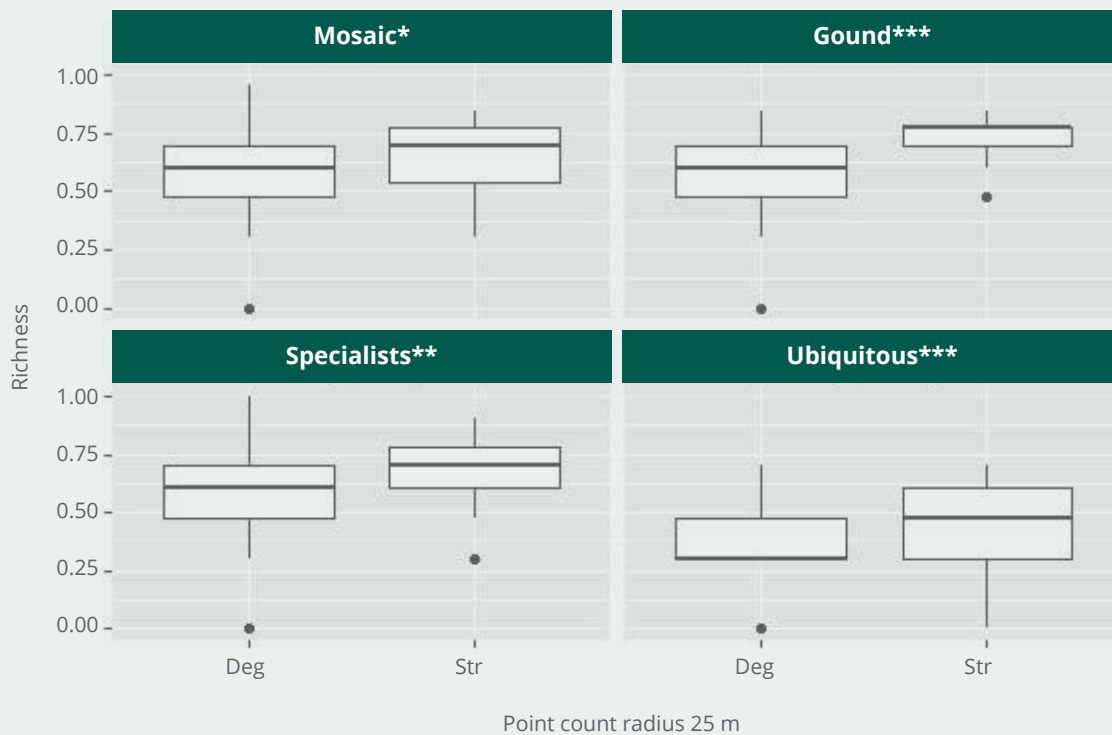 Mosaic*
Gound***
1.00
0.75
0.50
0.25
0.00
Richness
Specialists**
Ubiquitous***
1.00
0.75
0.50
0.25
0.00
Deg
Str
Deg
Str
Point count radius 25 m